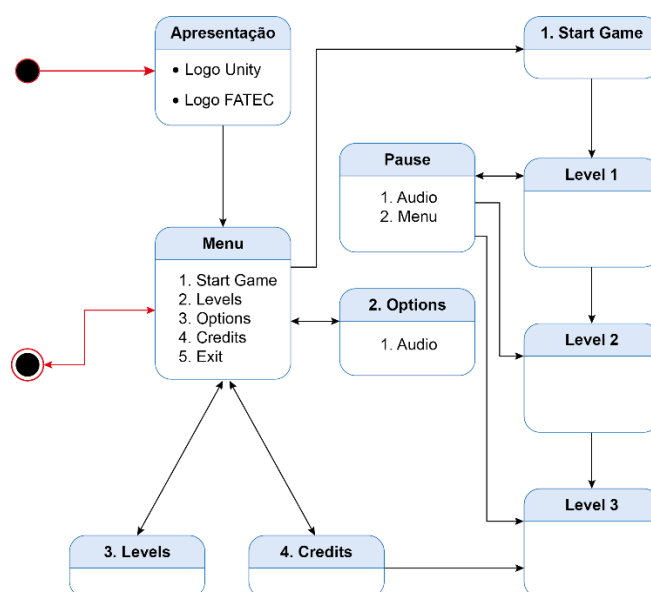 Apresentação
• Logo Unity
• Logo FATEC
1. Start Game
Pause
1. Audio
2. Menu
Level 1
Menu
1. Start Game
2. Levels
3. Options
4. Credits
5. Exit
2. Options
1. Audio
Level 2
3. Levels
4. Credits
Level 3